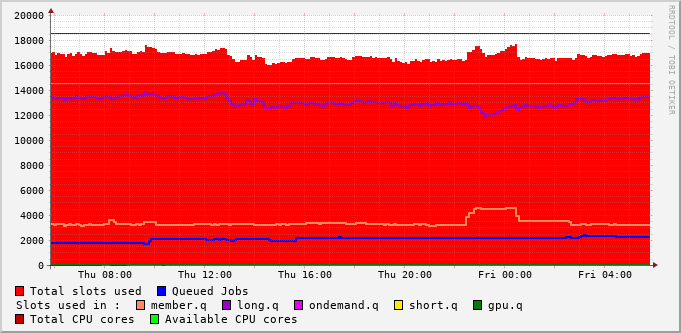 RRDTOOL / TOBI OETIKER
20000
18000
16000
14000
12000
10000
8000
6000
4000
2000
0
Thu 08:00 Thu 12:00 Thu 16:00 Thu 20:00 Fri 00:00 Fri 04:00
Total slots used Queued Jobs
Slots used in : member.q long.q ondemand.q short.q gpu.q
Total CPU cores Available CPU cores